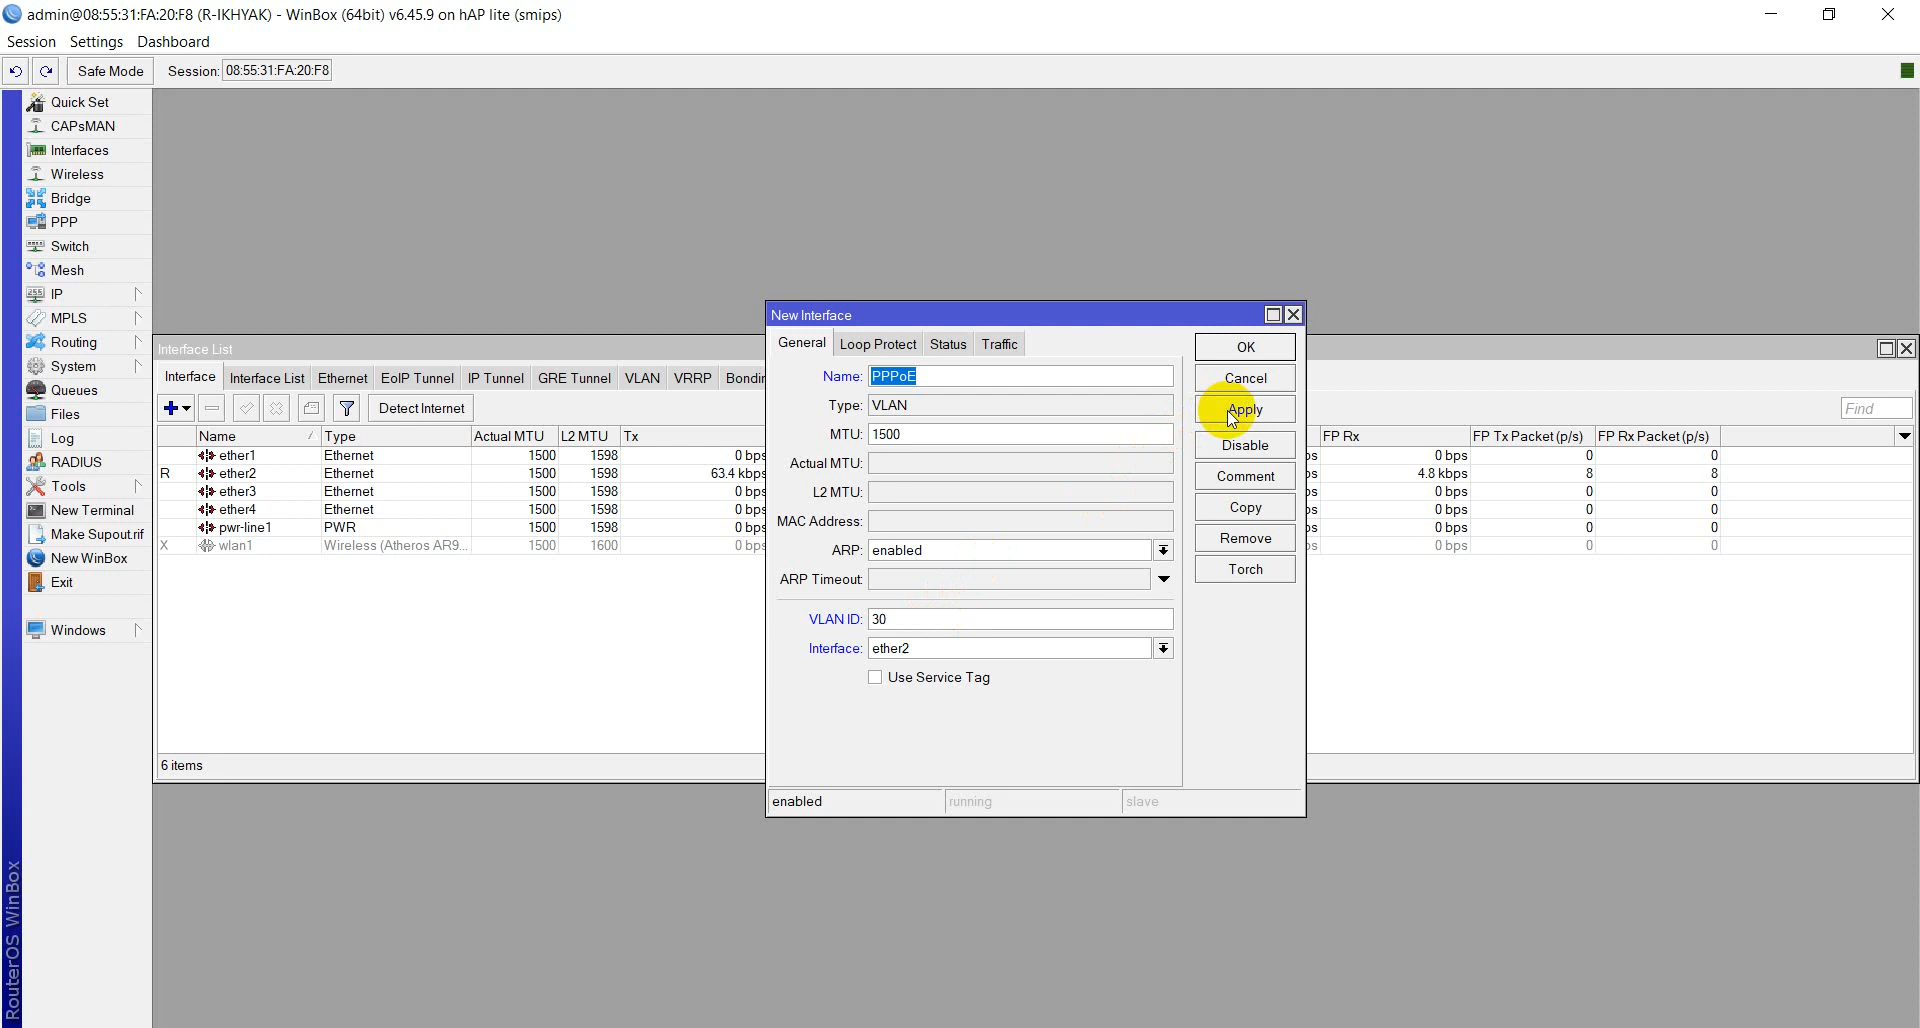 admin@08:55:31:FA:20:F8 (R-IKHYAK) - WinBox (64bit) v6.45.9 on hAP lite (smips)
Session Settings Dashboard
Safe Mode Session: 08:55:31:FA:20:F8
Quick Set
CAPsMAN
Interfaces
Wireless
Bridge
PPP
Switch
Mesh
IP
MPLS
Routing
System
Queues
Files
Log
RADIUS
Tools
New Terminal
Make Supout.rif
New WinBox
Exit
Windows
RouterOS WinBox
Interface List
Interface Interface List Ethernet EoIP Tunnel IP Tunnel GRE Tunnel VLAN VRRP Bondin
Detect Internet Find
Name Type Actual MTU L2 MTU Tx FP Rx FP Tx Packet (p/s) FP Rx Packet (p/s)
ether1 Ethernet 1500 1598 0 bps ps 0 bps 0 0
R ether2 Ethernet 1500 1598 63.4 kbps ps 4.8 kbps 8 8
ether3 Ethernet 1500 1598 0 bps ps 0 bps 0 0
ether4 Ethernet 1500 1598 0 bps ps 0 bps 0 0
pwr-line1 PWR 1500 1598 0 bps ps 0 bps 0 0
X wlan1 Wireless (Atheros AR9... 1500 1600 0 bps ps 0 bps 0 0
6 items
New Interface
General Loop Protect Status Traffic
Name: PPPoE
Type: VLAN
MTU: 1500
Actual MTU:
L2 MTU:
MAC Address:
ARP: enabled
ARP Timeout:
VLAN ID: 30
Interface: ether2
Use Service Tag
OK
Cancel
Apply
Disable
Comment
Copy
Remove
Torch
enabled running slave